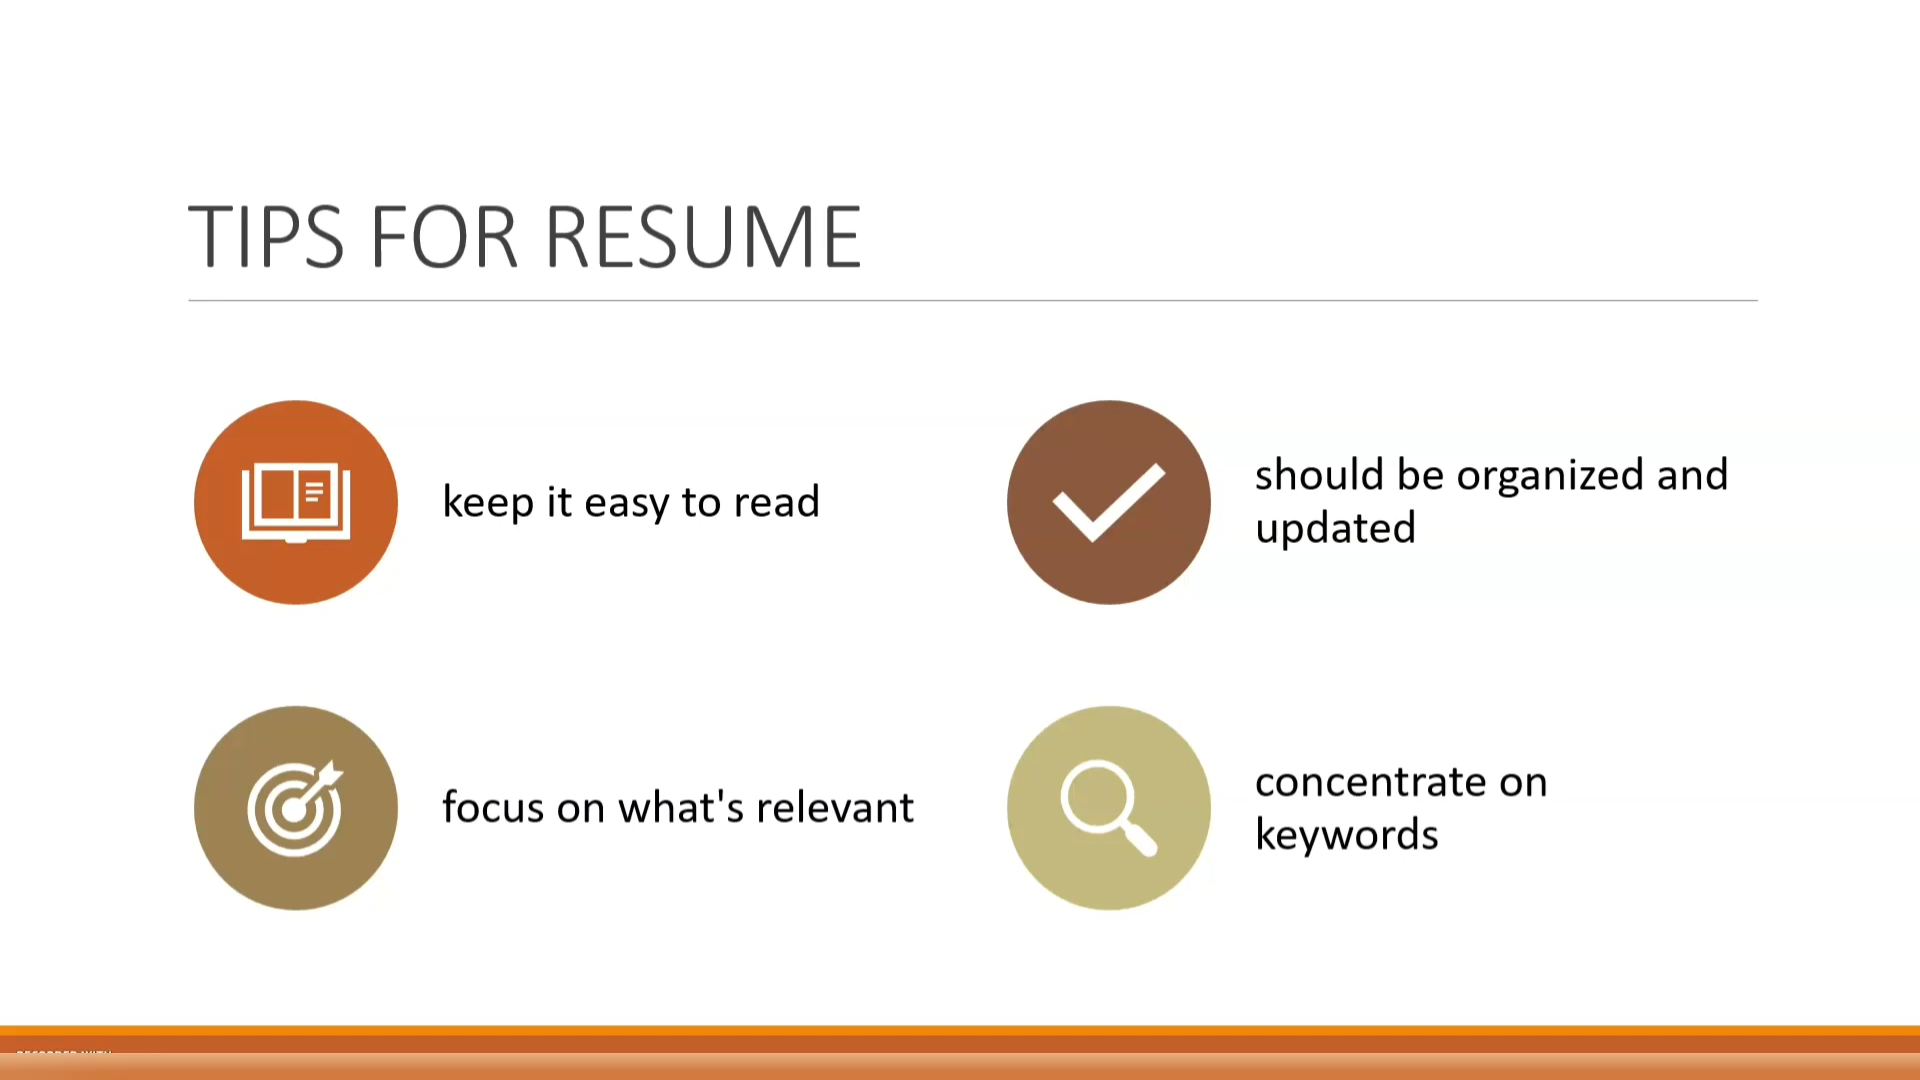 TIPS FOR RESUME
keep it easy to read
should be organized and
updated
focus on what's relevant
concentrate on
keywords